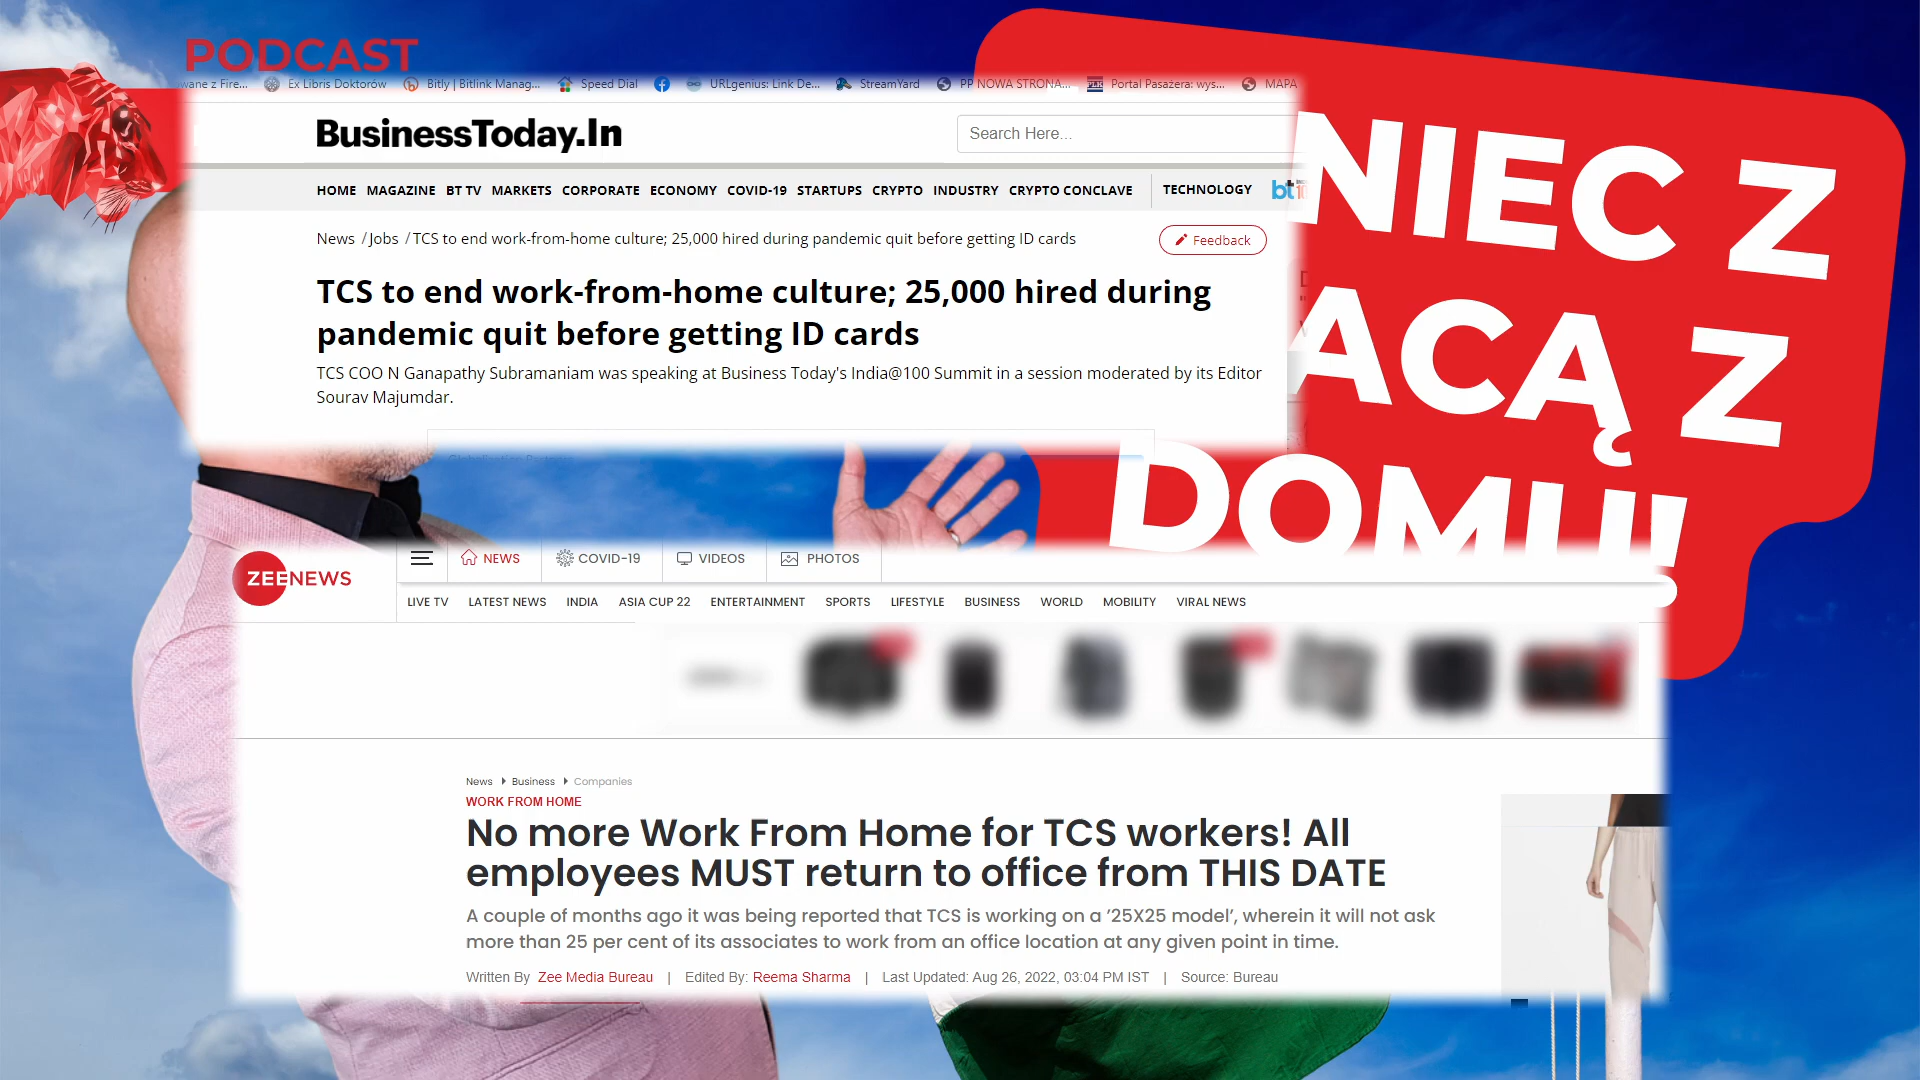 PODCAST
wane z Fire... Ex Libris Doktorów Bitly | Bitlink Manag... Speed Dial URLgenius: Link De... StreamYard PP NOWA STRONA... Portal Pasażera: wys... MAPA
BusinessToday.In
Search Here...
HOME MAGAZINE BT TV MARKETS CORPORATE ECONOMY COVID-19 STARTUPS CRYPTO INDUSTRY CRYPTO CONCLAVE TECHNOLOGY bt
News / Jobs / TCS to end work-from-home culture; 25,000 hired during pandemic quit before getting ID cards
Feedback
TCS to end work-from-home culture; 25,000 hired during
pandemic quit before getting ID cards
TCS COO N Ganapathy Subramaniam was speaking at Business Today's India@100 Summit in a session moderated by its Editor
Sourav Majumdar.
NIEC Z
ACĄ Z
DOMU!
ZEENEWS
NEWS COVID-19 VIDEOS PHOTOS
LIVE TV LATEST NEWS INDIA ASIA CUP 22 ENTERTAINMENT SPORTS LIFESTYLE BUSINESS WORLD MOBILITY VIRAL NEWS
News Business Companies
WORK FROM HOME
No more Work From Home for TCS workers! All
employees MUST return to office from THIS DATE
A couple of months ago it was being reported that TCS is working on a ‘25X25 model’, wherein it will not ask
more than 25 per cent of its associates to work from an office location at any given point in time.
Written By Zee Media Bureau | Edited By: Reema Sharma | Last Updated: Aug 26, 2022, 03:04 PM IST | Source: Bureau